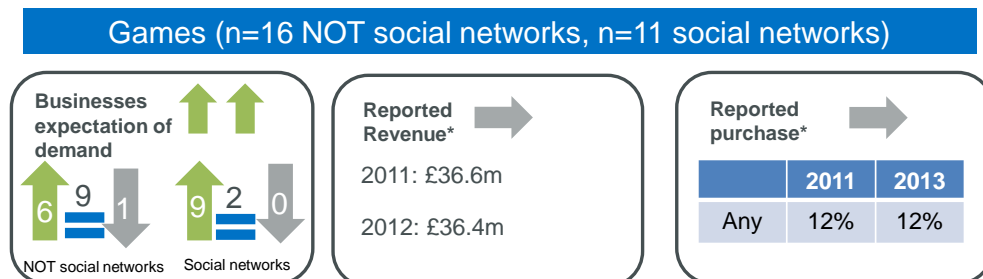 Games (n=16 NOT social networks, n=11 social networks)
Businesses
expectation of
demand
6 9 1
NOT social networks
9 2 0
Social networks
Reported
Revenue*
2011: £36.6m
2012: £36.4m
Reported
purchase*
2011 2013
Any 12% 12%